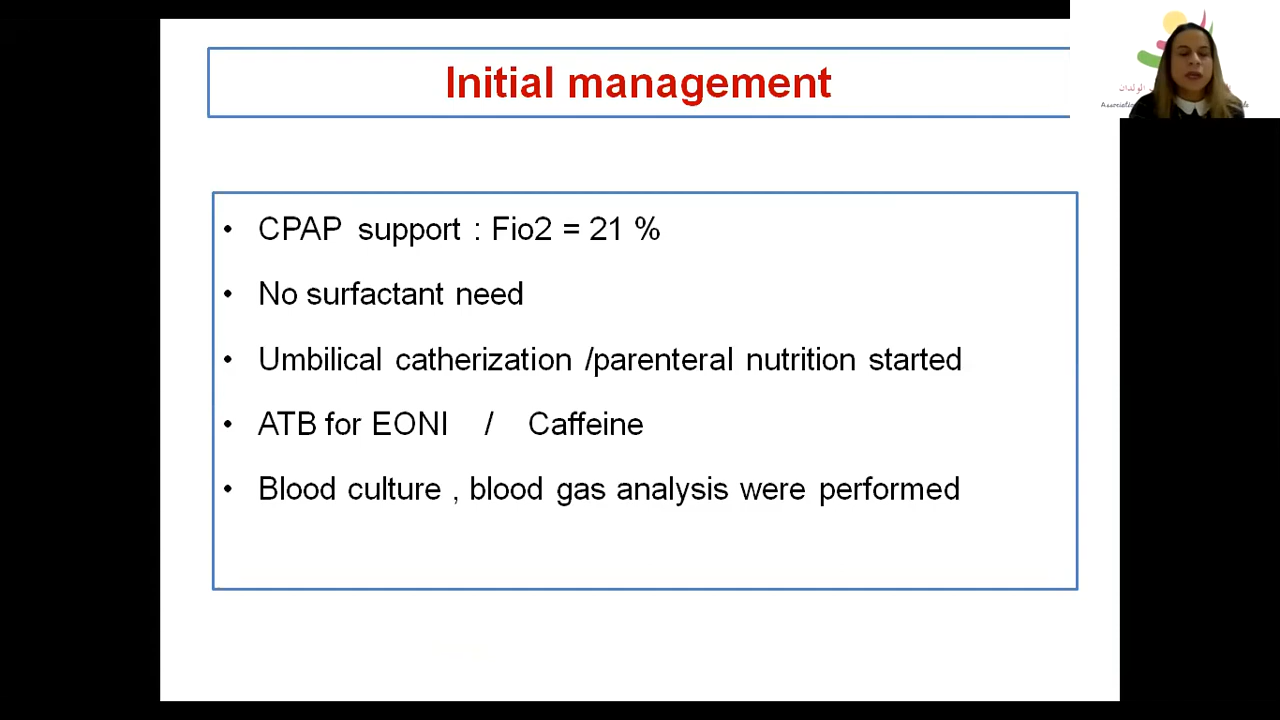 Initial management
• CPAP support : Fio2 = 21 %
• No surfactant need
• Umbilical catherization /parenteral nutrition started
• ATB for EONI / Caffeine
• Blood culture , blood gas analysis were performed